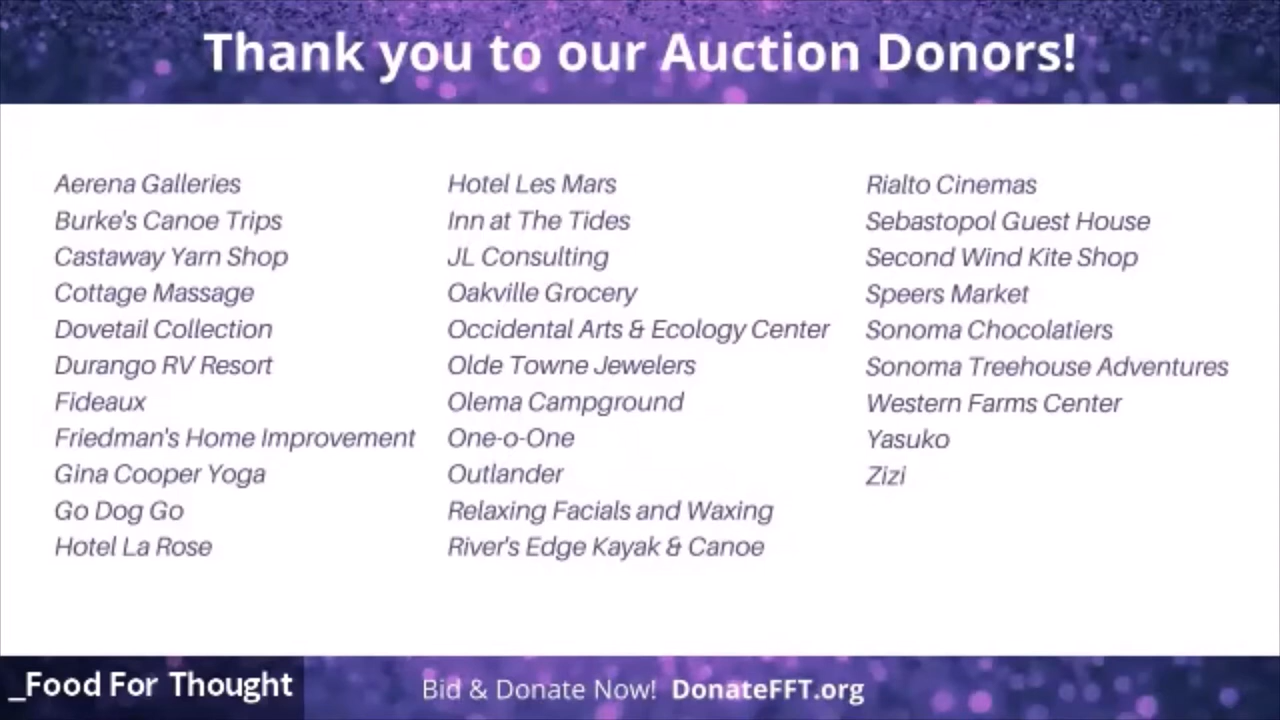 Thank you to our Auction Donors!
Aerena Galleries
Burke's Canoe Trips
Castaway Yarn Shop
Cottage Massage
Dovetail Collection
Durango RV Resort
Fideaux
Friedman's Home Improvement
Gina Cooper Yoga
Go Dog Go
Hotel La Rose
Hotel Les Mars
Inn at The Tides
JL Consulting
Oakville Grocery
Occidental Arts & Ecology Center
Olde Towne Jewelers
Olema Campground
One-o-One
Outlander
Relaxing Facials and Waxing
River's Edge Kayak & Canoe
Rialto Cinemas
Sebastopol Guest House
Second Wind Kite Shop
Speers Market
Sonoma Chocolatiers
Sonoma Treehouse Adventures
Western Farms Center
Yasuko
Zizi
_Food For Thought
Bid & Donate Now! DonateFFT.org